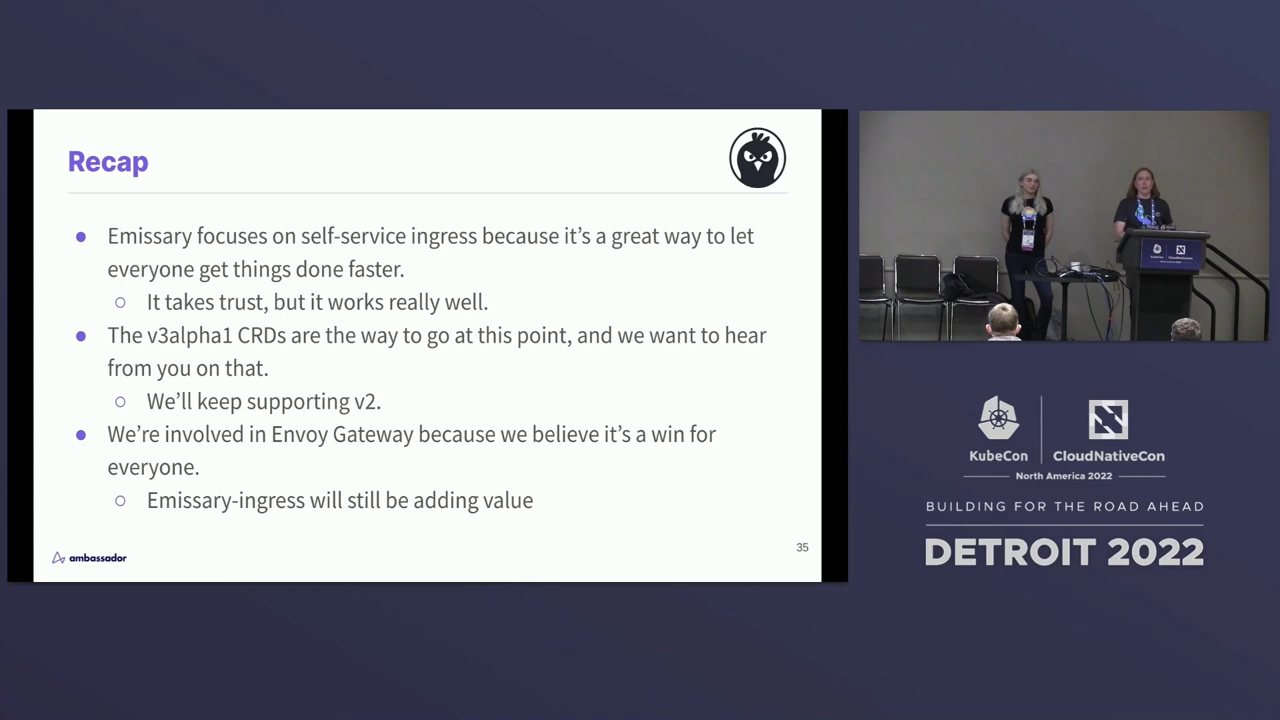 Recap
● Emissary focuses on self-service ingress because it’s a great way to let
everyone get things done faster.
○ It takes trust, but it works really well.
● The v3alpha1 CRDs are the way to go at this point, and we want to hear
from you on that.
○ We’ll keep supporting v2.
● We’re involved in Envoy Gateway because we believe it’s a win for
everyone.
○ Emissary-ingress will still be adding value
35
ambassador
KubeCon
CloudNativeCon
North America 2022
BUILDING FOR THE ROAD AHEAD
DETROIT 2022